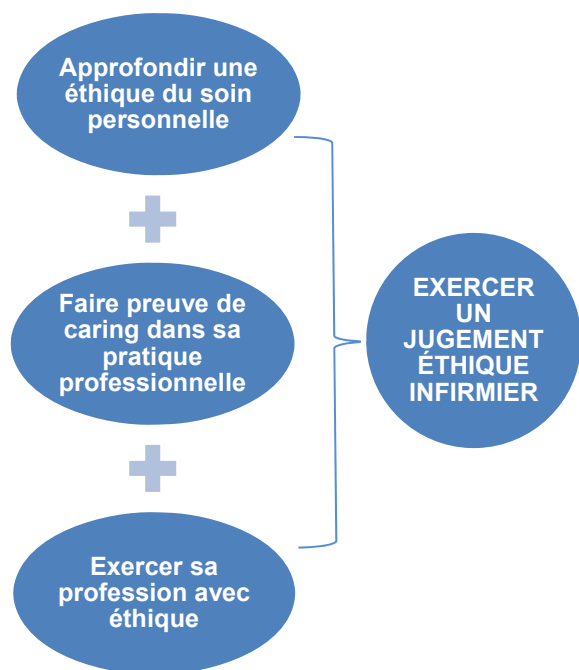 Approfondir une
éthique du soin
personnelle
Faire preuve de
caring dans sa
pratique
professionnelle
Exercer sa
profession avec
éthique
EXERCER
UN
JUGEMENT
ÉTHIQUE
INFIRMIER